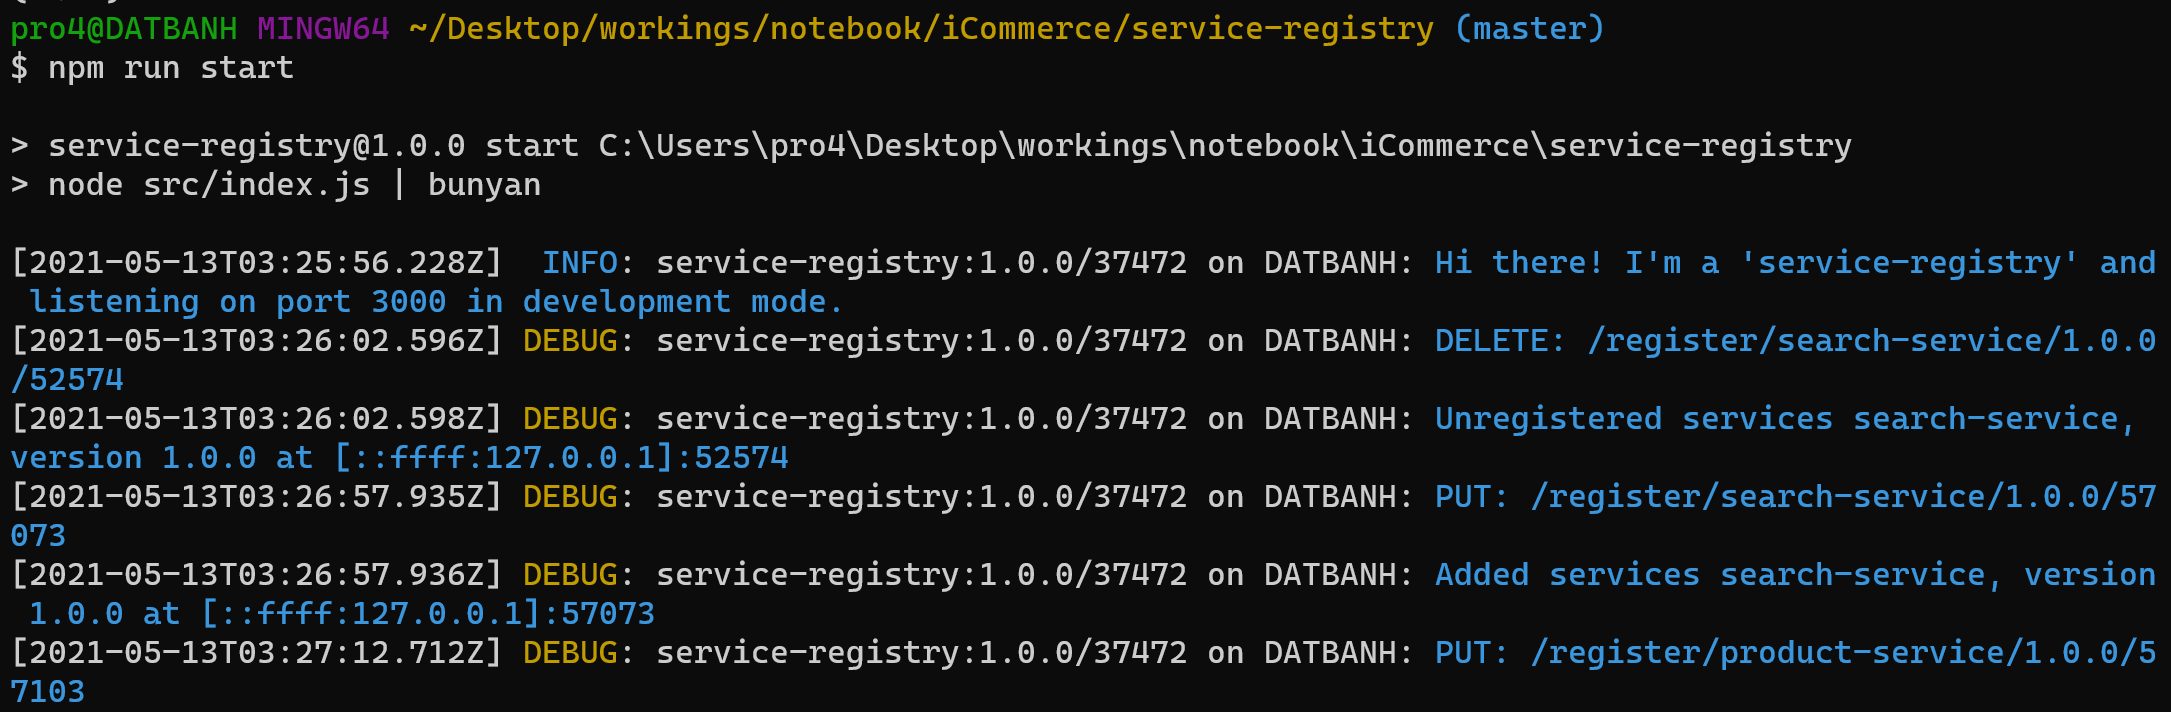 pro4@DATBANH MINGW64 ~/Desktop/workings/notebook/iCommerce/service-registry (master)
$ npm run start
> service-registry@1.0.0 start C:\Users\pro4\Desktop\workings\notebook\iCommerce\service-registry
> node src/index.js | bunyan
[2021-05-13T03:25:56.228Z]  INFO: service-registry:1.0.0/37472 on DATBANH: Hi there! I'm a 'service-registry' and
 listening on port 3000 in development mode.
[2021-05-13T03:26:02.596Z] DEBUG: service-registry:1.0.0/37472 on DATBANH: DELETE: /register/search-service/1.0.0
/52574
[2021-05-13T03:26:02.598Z] DEBUG: service-registry:1.0.0/37472 on DATBANH: Unregistered services search-service,
version 1.0.0 at [::ffff:127.0.0.1]:52574
[2021-05-13T03:26:57.935Z] DEBUG: service-registry:1.0.0/37472 on DATBANH: PUT: /register/search-service/1.0.0/57
073
[2021-05-13T03:26:57.936Z] DEBUG: service-registry:1.0.0/37472 on DATBANH: Added services search-service, version
 1.0.0 at [::ffff:127.0.0.1]:57073
[2021-05-13T03:27:12.712Z] DEBUG: service-registry:1.0.0/37472 on DATBANH: PUT: /register/product-service/1.0.0/5
7103